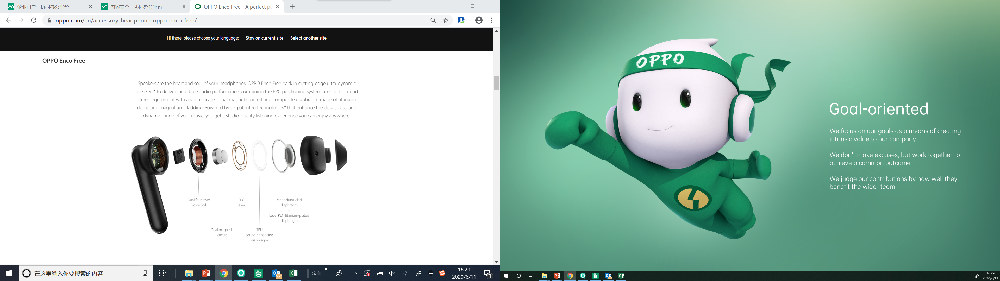 企业门户 - 协同办公平台
内容安全 - 协同办公平台
OPPO Enco Free - A perfect pa
oppo.com/en/accessory-headphone-oppo-enco-free/
Hi there, please choose your language: Stay on current site Select another site
OPPO Enco Free
Speakers are the heart and soul of your headphones. OPPO Enco Free pack in cutting-edge ultra-dynamic
speakers* to deliver incredible audio performance, combining the FPC positioning system used in high-end
stereo equipment with a sophisticated dual magnetic circuit and composite diaphragm made of titanium
dome and magnalium cladding. Powered by six patented technologies* that enhance the detail, bass, and
dynamic range of your music, you get a studio-quality listening experience you can enjoy anywhere.
Dual four-layer
voice coil
FPC
lever
Magnalium-clad
diaphragm
+
Level PEN titanium-plated
diaphragm
Dual magnetic
circuit
TPU
sound-enhancing
diaphragm
在这里输入你要搜索的内容
桌面
中
16:29
2020/6/11
1
OPPO
Goal-oriented
We focus on our goals as a means of creating
intrinsic value to our company.
We don't make excuses, but work together to
achieve a common outcome.
We judge our contributions by how well they
benefit the wider team.
16:29
2020/6/11